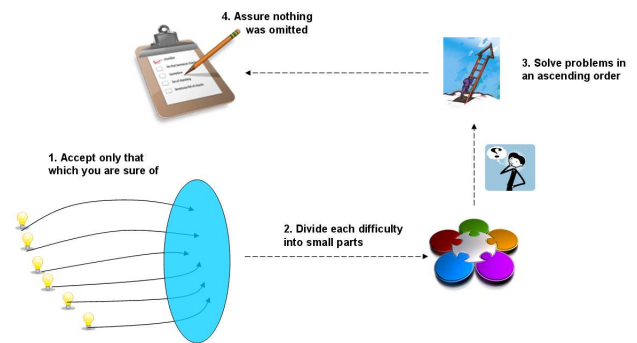 4. Assure nothing
was omitted
3. Solve problems in
an ascending order
1. Accept only that
which you are sure of
2. Divide each difficulty
into small parts